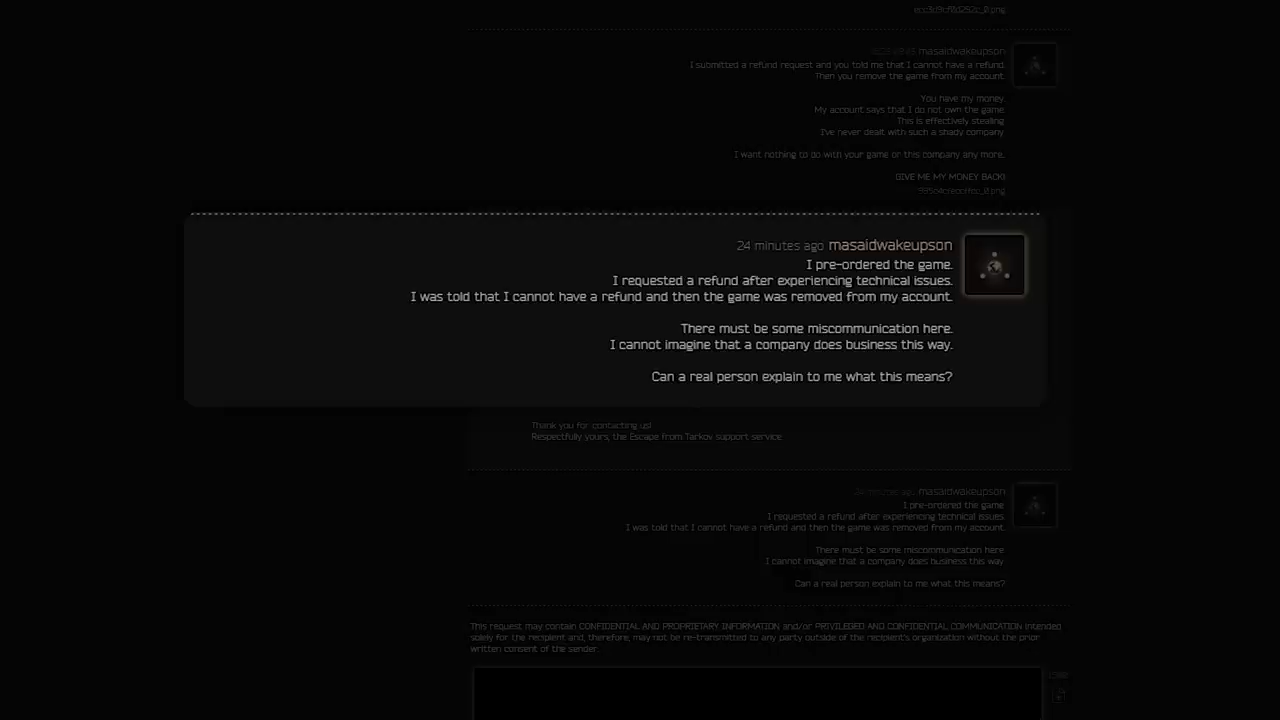 masaidwakeupson
I submitted a refund request and you told me that I cannot have a refund.
Then you remove the game from my account.
You have my money.
My account says that I do not own the game.
This is effectively stealing
I've never dealt with such a shady company
I want nothing to do with your game or this company any more.
GIVE ME MY MONEY BACK!
24 minutes ago masaidwakeupson
I pre-ordered the game.
I requested a refund after experiencing technical issues.
I was told that I cannot have a refund and then the game was removed from my account.
There must be some miscommunication here.
I cannot imagine that a company does business this way.
Can a real person explain to me what this means?
Thank you for contacting us!
Respectfully yours, the Escape from Tarkov support service
24 minutes ago masaidwakeupson
I pre-ordered the game
I requested a refund after experiencing technical issues
I was told that I cannot have a refund and then the game was removed from my account.
There must be some miscommunication here
I cannot imagine that a company does business this way
Can a real person explain to me what this means?
This request may contain CONFIDENTIAL AND PROPRIETARY INFORMATION and/or PRIVILEGED AND CONFIDENTIAL COMMUNICATION intended
solely for the recipient and, therefore, may not be re-transmitted to any party outside of the recipient's organization without the prior
written consent of the sender.